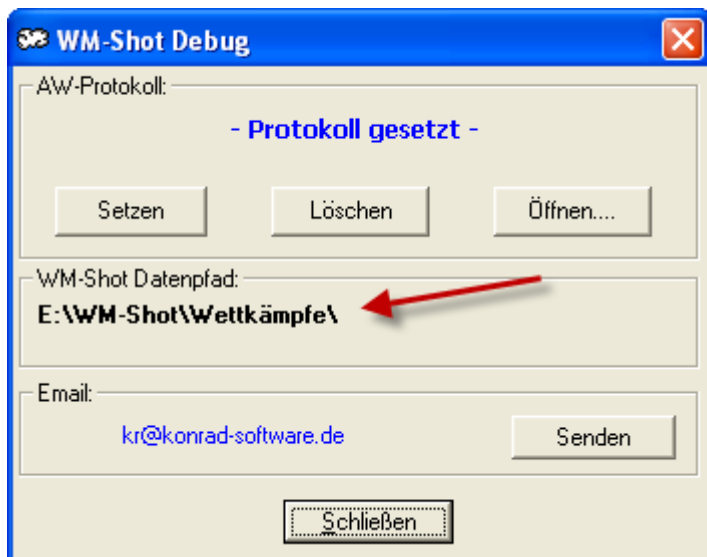 WM-Shot Debug
AW-Protokoll:
- Protokoll gesetzt -
Setzen Löschen Öffnen....
WM-Shot Datenpfad:
E:\WM-Shot\Wettkämpfe\
Email:
kr@konrad-software.de Senden
Schließen